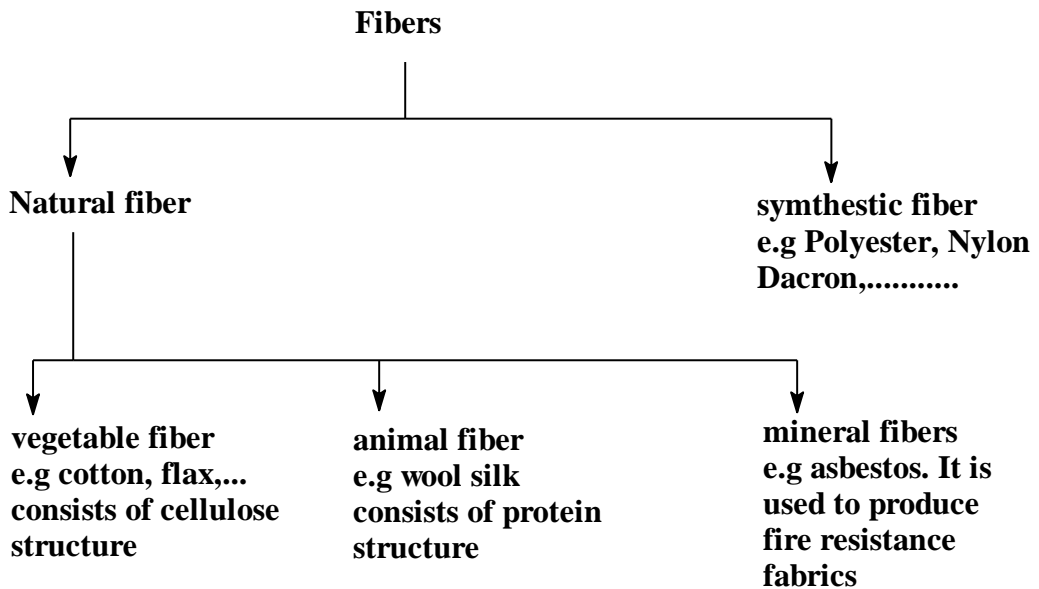 Fibers
Natural fiber
symthestic fiber
e.g Polyester, Nylon
Dacron,...........
vegetable fiber
e.g cotton, flax,...
consists of cellulose
structure
animal fiber
e.g wool silk
consists of protein
structure
mineral fibers
e.g asbestos. It is
used to produce
fire resistance
fabrics